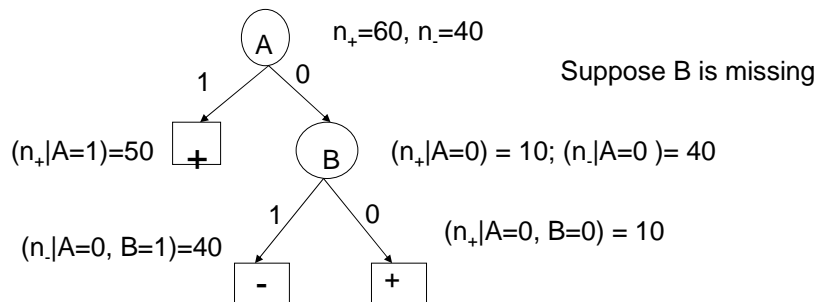 n₊=60, n₋=40
A
1 0
Suppose B is missing
(n₊|A=1)=50
+
B
(n₊|A=0) = 10; (n₋|A=0 )= 40
1 0
(n₋|A=0, B=1)=40
(n₊|A=0, B=0) = 10
-
+